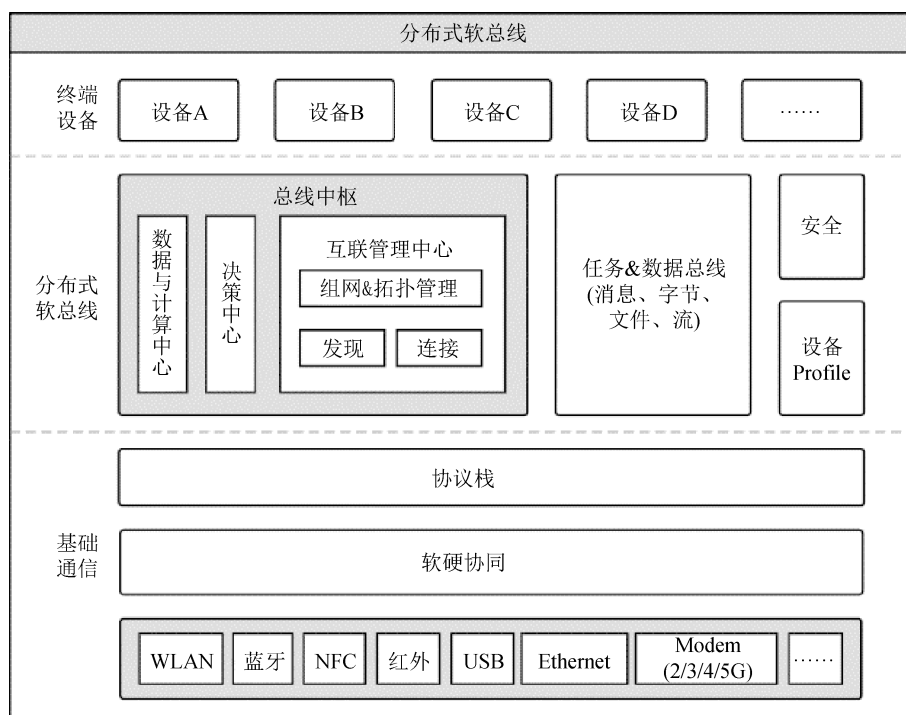 分布式软总线
终端
设备
设备A
设备B
设备C
设备D
……
分布式
软总线
总线中枢
数据与计算中心
决策中心
互联管理中心
组网&拓扑管理
发现
连接
任务&数据总线
(消息、字节、
文件、流)
安全
设备
Profile
基础
通信
协议栈
软硬协同
WLAN
蓝牙
NFC
红外
USB
Ethernet
Modem
(2/3/4/5G)
……